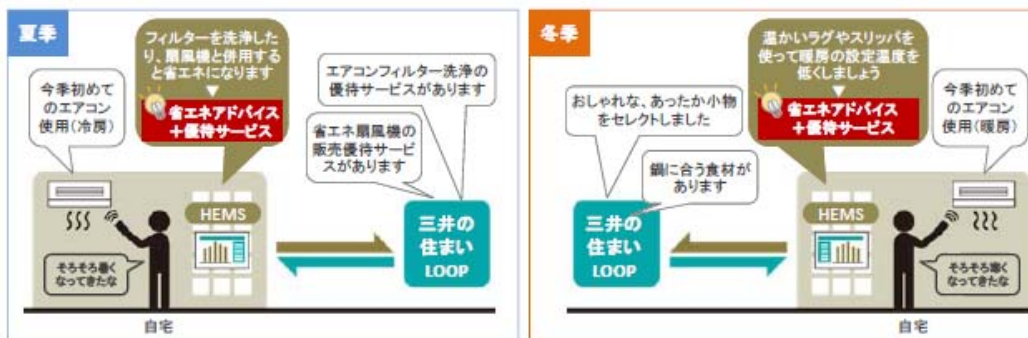 夏季
フィルターを洗浄した
り、扇風機と併用する
と省エネになります
省エネアドバイス
+優待サービス
今季初めて
のエアコン
使用(冷房)
エアコンフィルター洗浄の
優待サービスがあります
省エネ扇風機の
販売優待サービ
スがあります
HEMS
三井の
住まい
LOOP
そろそろ暑く
なってきたな
自宅
冬季
温かいラグやスリッパを
使って暖房の設定温度を
低くしましょう
省エネアドバイス
+優待サービス
今季初めて
のエアコン
使用(暖房)
おしゃれな、あったか小物
をセレクトしました
鍋に合う食材が
あります
三井の
住まい
LOOP
HEMS
そろそろ寒く
なってきたな
自宅